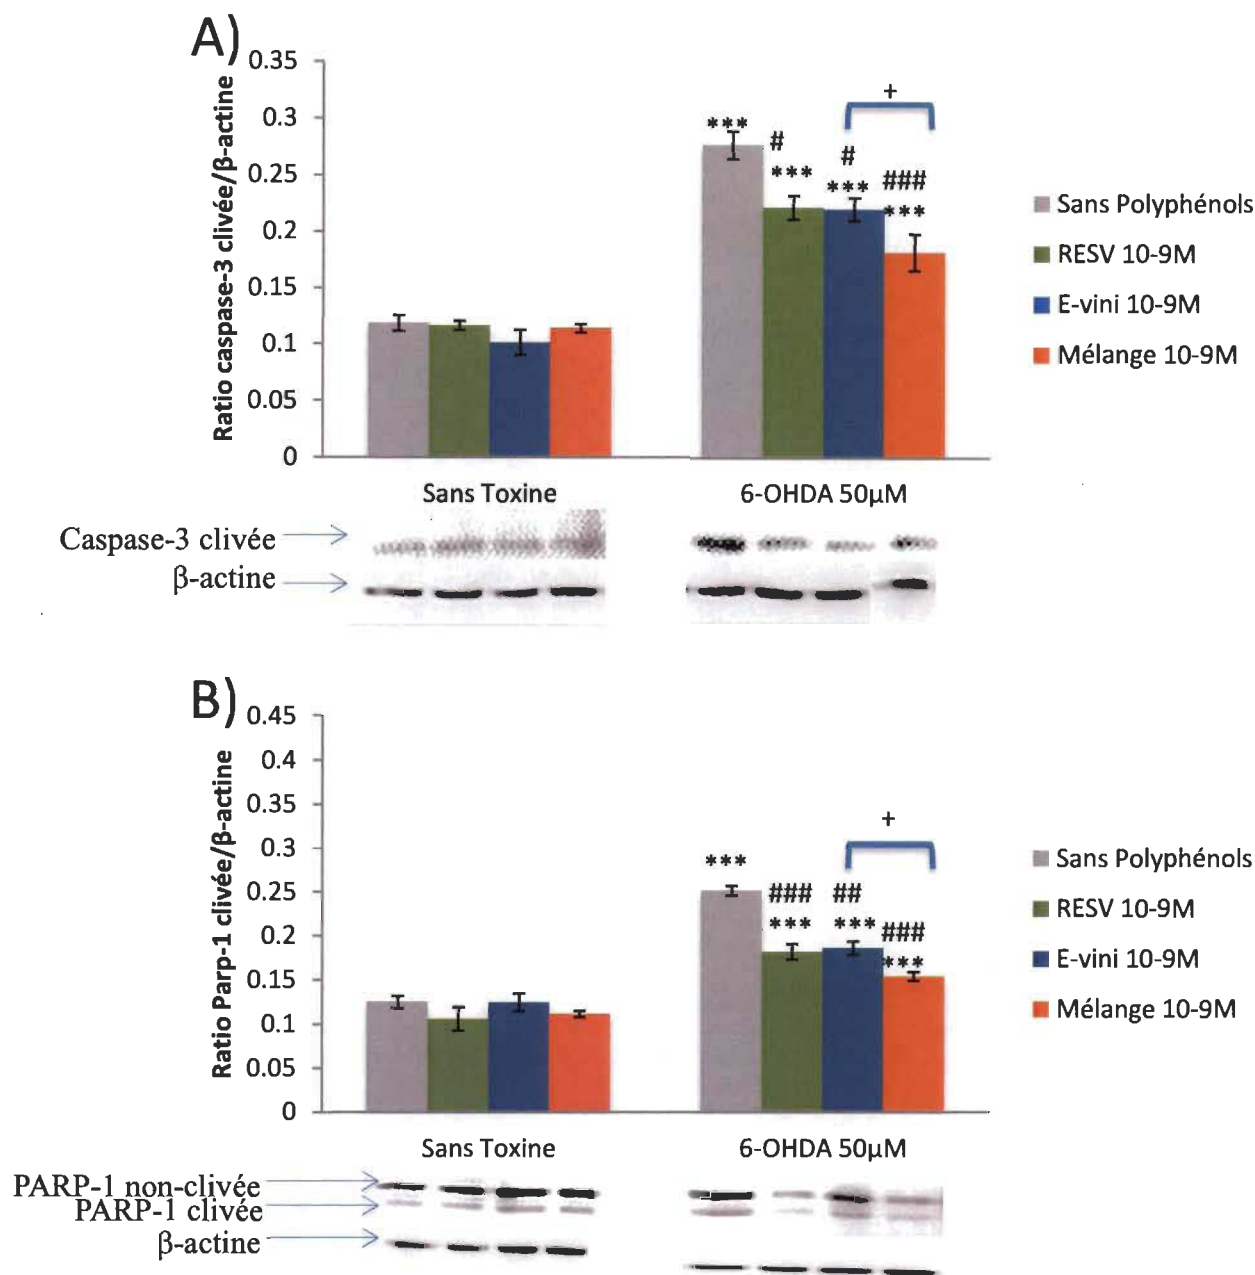 A)
Ratio caspase-3 clivée/β-actine
0.35
0.3
0.25
0.2
0.15
0.1
0.05
0
***
#
***
#
***
###
***
+
Sans Toxine
6-OHDA 50µM
Sans Polyphénols
RESV 10-9M
E-vini 10-9M
Mélange 10-9M
Caspase-3 clivée
β-actine
B)
Ratio Parp-1 clivée/β-actine
0.45
0.4
0.35
0.3
0.25
0.2
0.15
0.1
0.05
0
***
###
***
##
***
###
***
+
Sans Toxine
6-OHDA 50µM
Sans Polyphénols
RESV 10-9M
E-vini 10-9M
Mélange 10-9M
PARP-1 non-clivée
PARP-1 clivée
β-actine